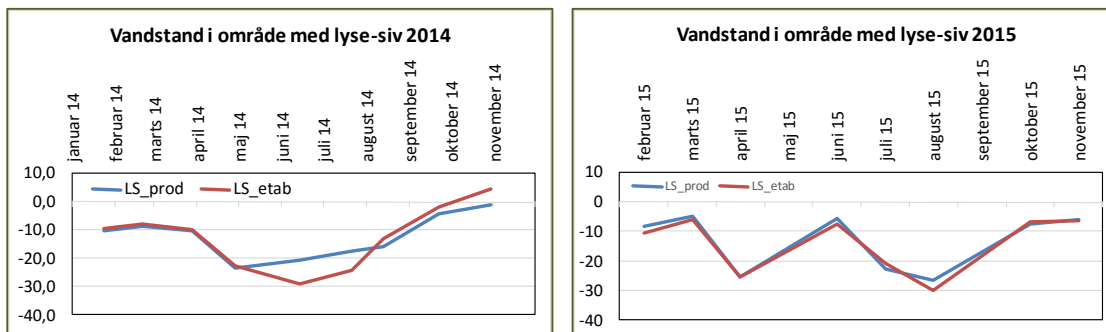 Vandstand i område med lyse-siv 2014
januar 14
februar 14
marts 14
april 14
maj 14
juni 14
juli 14
august 14
september 14
oktober 14
november 14
10,0
0,0
-10,0
-20,0
-30,0
-40,0
LS_prod
LS_etab
Vandstand i område med lyse-siv 2015
februar 15
marts 15
april 15
maj 15
juni 15
juli 15
august 15
september 15
oktober 15
november 15
10
0
-10
-20
-30
-40
LS_prod
LS_etab